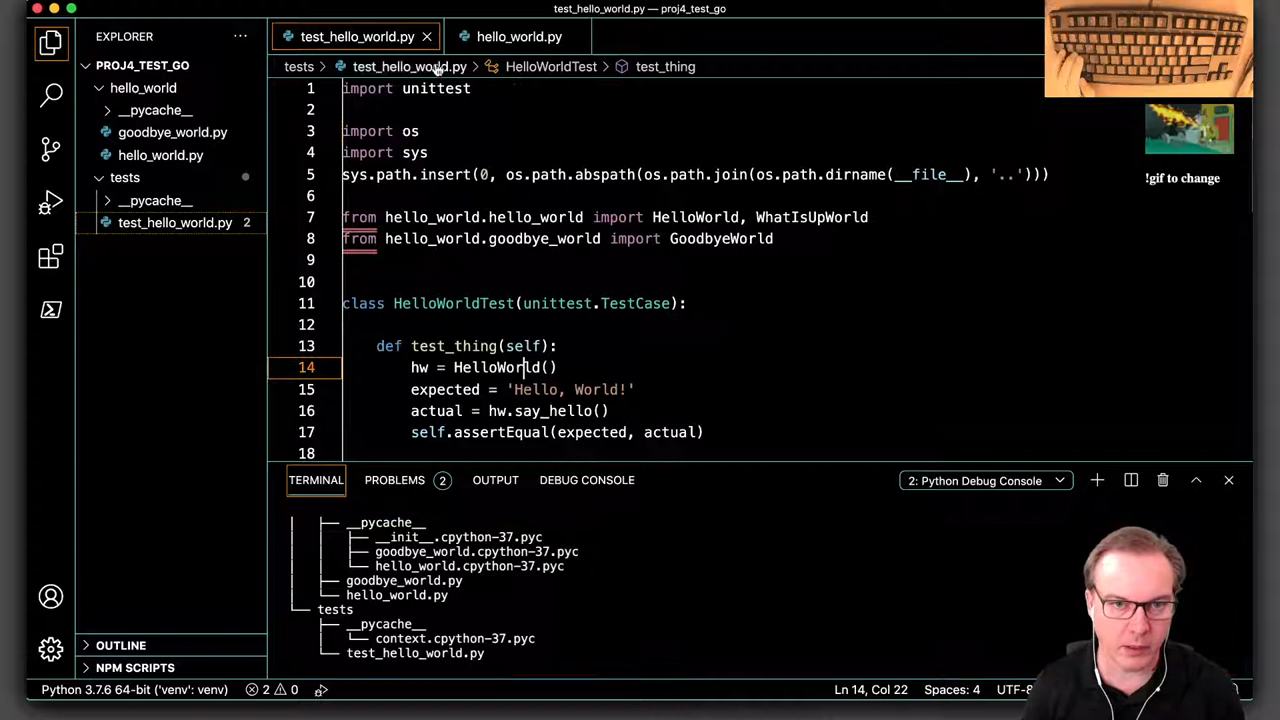 test_hello_world.py — proj4_test_go
EXPLORER
PROJ4_TEST_GO
hello_world
__pycache__
goodbye_world.py
hello_world.py
tests
__pycache__
test_hello_world.py 2
OUTLINE
NPM SCRIPTS
test_hello_world.py
hello_world.py
tests > test_hello_world.py > HelloWorldTest > test_thing
1 import unittest
2
3 import os
4 import sys
5 sys.path.insert(0, os.path.abspath(os.path.join(os.path.dirname(__file__), '..')))
6
7 from hello_world.hello_world import HelloWorld, WhatIsUpWorld
8 from hello_world.goodbye_world import GoodbyeWorld
9
10
11 class HelloWorldTest(unittest.TestCase):
12
13 def test_thing(self):
14 hw = HelloWorld()
15 expected = 'Hello, World!'
16 actual = hw.say_hello()
17 self.assertEqual(expected, actual)
18
!gif to change
TERMINAL PROBLEMS 2 OUTPUT DEBUG CONSOLE 2: Python Debug Console
__pycache__
__init__.cpython-37.pyc
goodbye_world.cpython-37.pyc
hello_world.cpython-37.pyc
goodbye_world.py
hello_world.py
tests
__pycache__
context.cpython-37.pyc
test_hello_world.py
Python 3.7.6 64-bit ('venv': venv) 2 0 Ln 14, Col 22 Spaces: 4